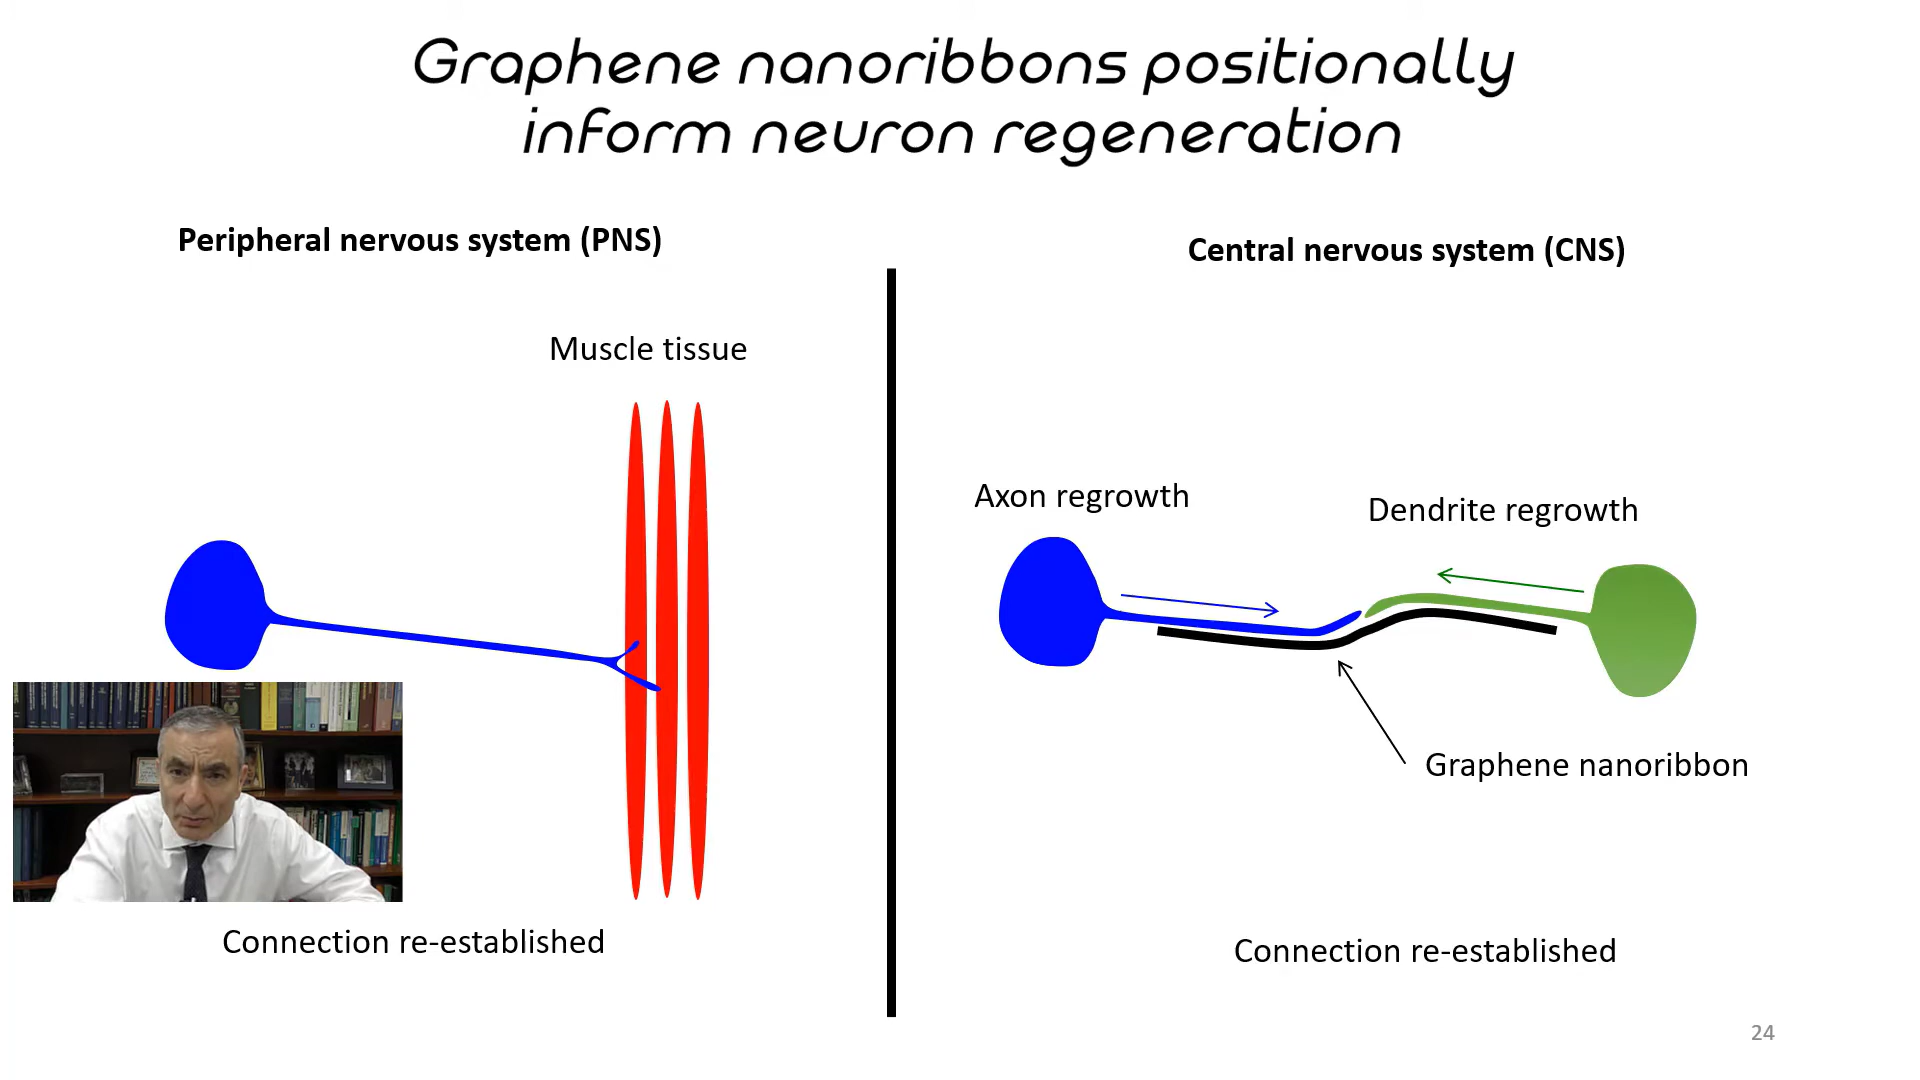 Graphene nanoribbons positionally
inform neuron regeneration
Peripheral nervous system (PNS)
Central nervous system (CNS)
Muscle tissue
Axon regrowth
Dendrite regrowth
Graphene nanoribbon
Connection re-established
Connection re-established
24